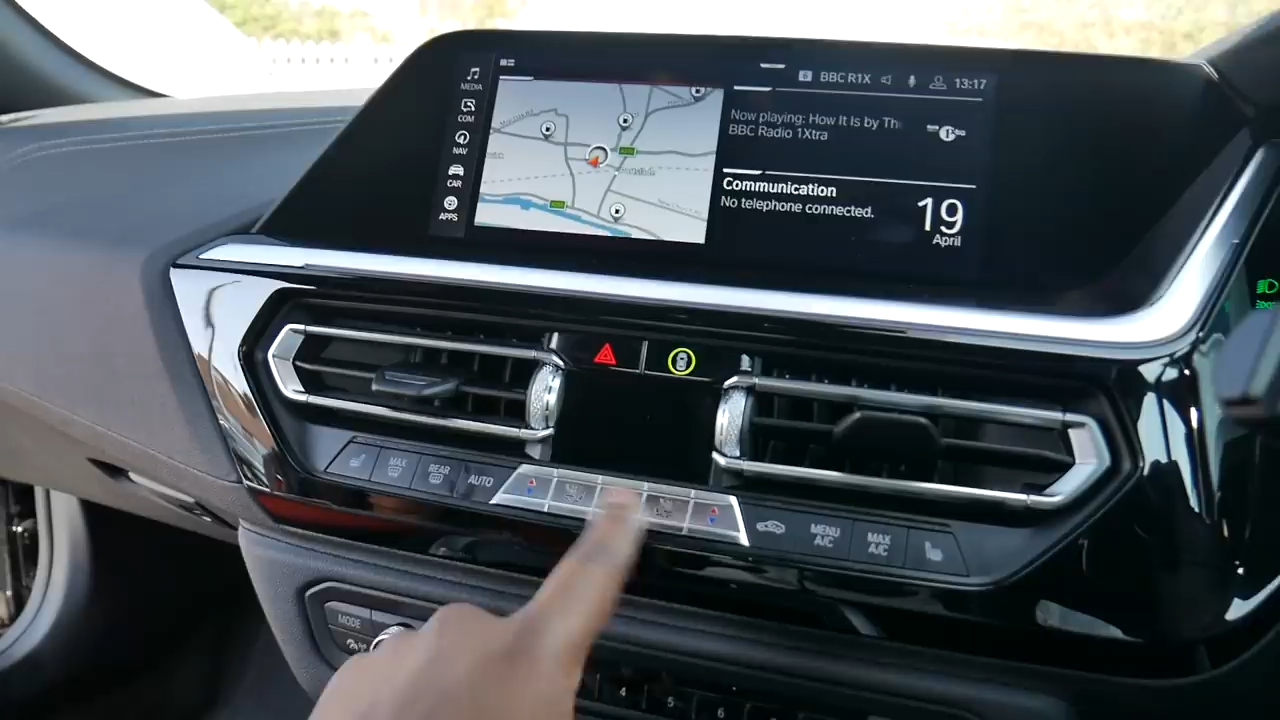 6 BBC R1X 13:17
MEDIA
COM
NAV
CAR
APPS
Now playing: How It Is by Th
BBC Radio 1Xtra
Communication
No telephone connected.
19
April
MAX
REAR
AUTO
MENU
A/C
MAX
A/C
MODE
4 5 6